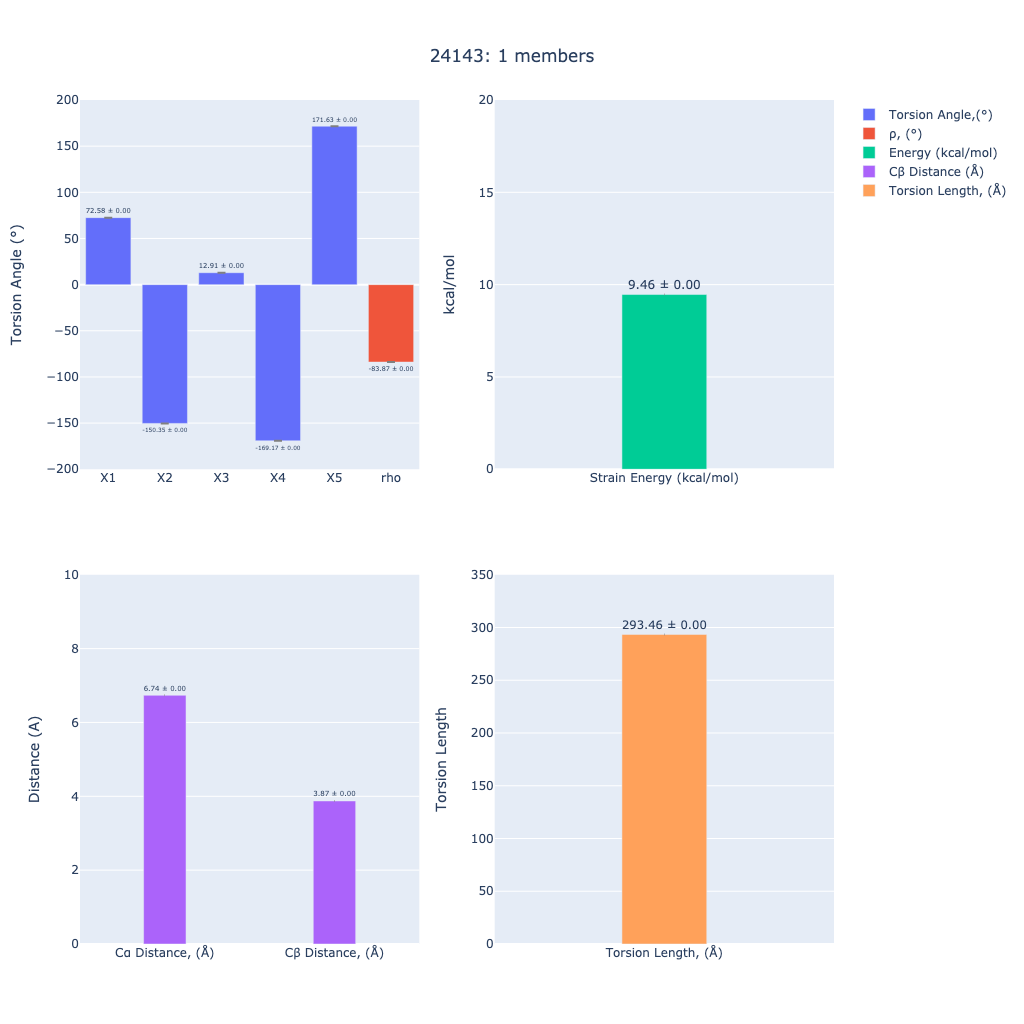 24143: 1 members
Torsion Angle (°)
200
150
100
50
0
−50
−100
−150
−200
72.58 ± 0.00
-150.35 ± 0.00
12.91 ± 0.00
-169.17 ± 0.00
171.63 ± 0.00
-83.87 ± 0.00
X1 X2 X3 X4 X5 rho
kcal/mol
20
15
10
5
0
9.46 ± 0.00
Strain Energy (kcal/mol)
Torsion Angle,(°)
ρ, (°)
Energy (kcal/mol)
Cβ Distance (Å)
Torsion Length, (Å)
Distance (A)
10
8
6
4
2
0
6.74 ± 0.00
3.87 ± 0.00
Cα Distance, (Å) Cβ Distance, (Å)
Torsion Length
350
300
250
200
150
100
50
0
293.46 ± 0.00
Torsion Length, (Å)